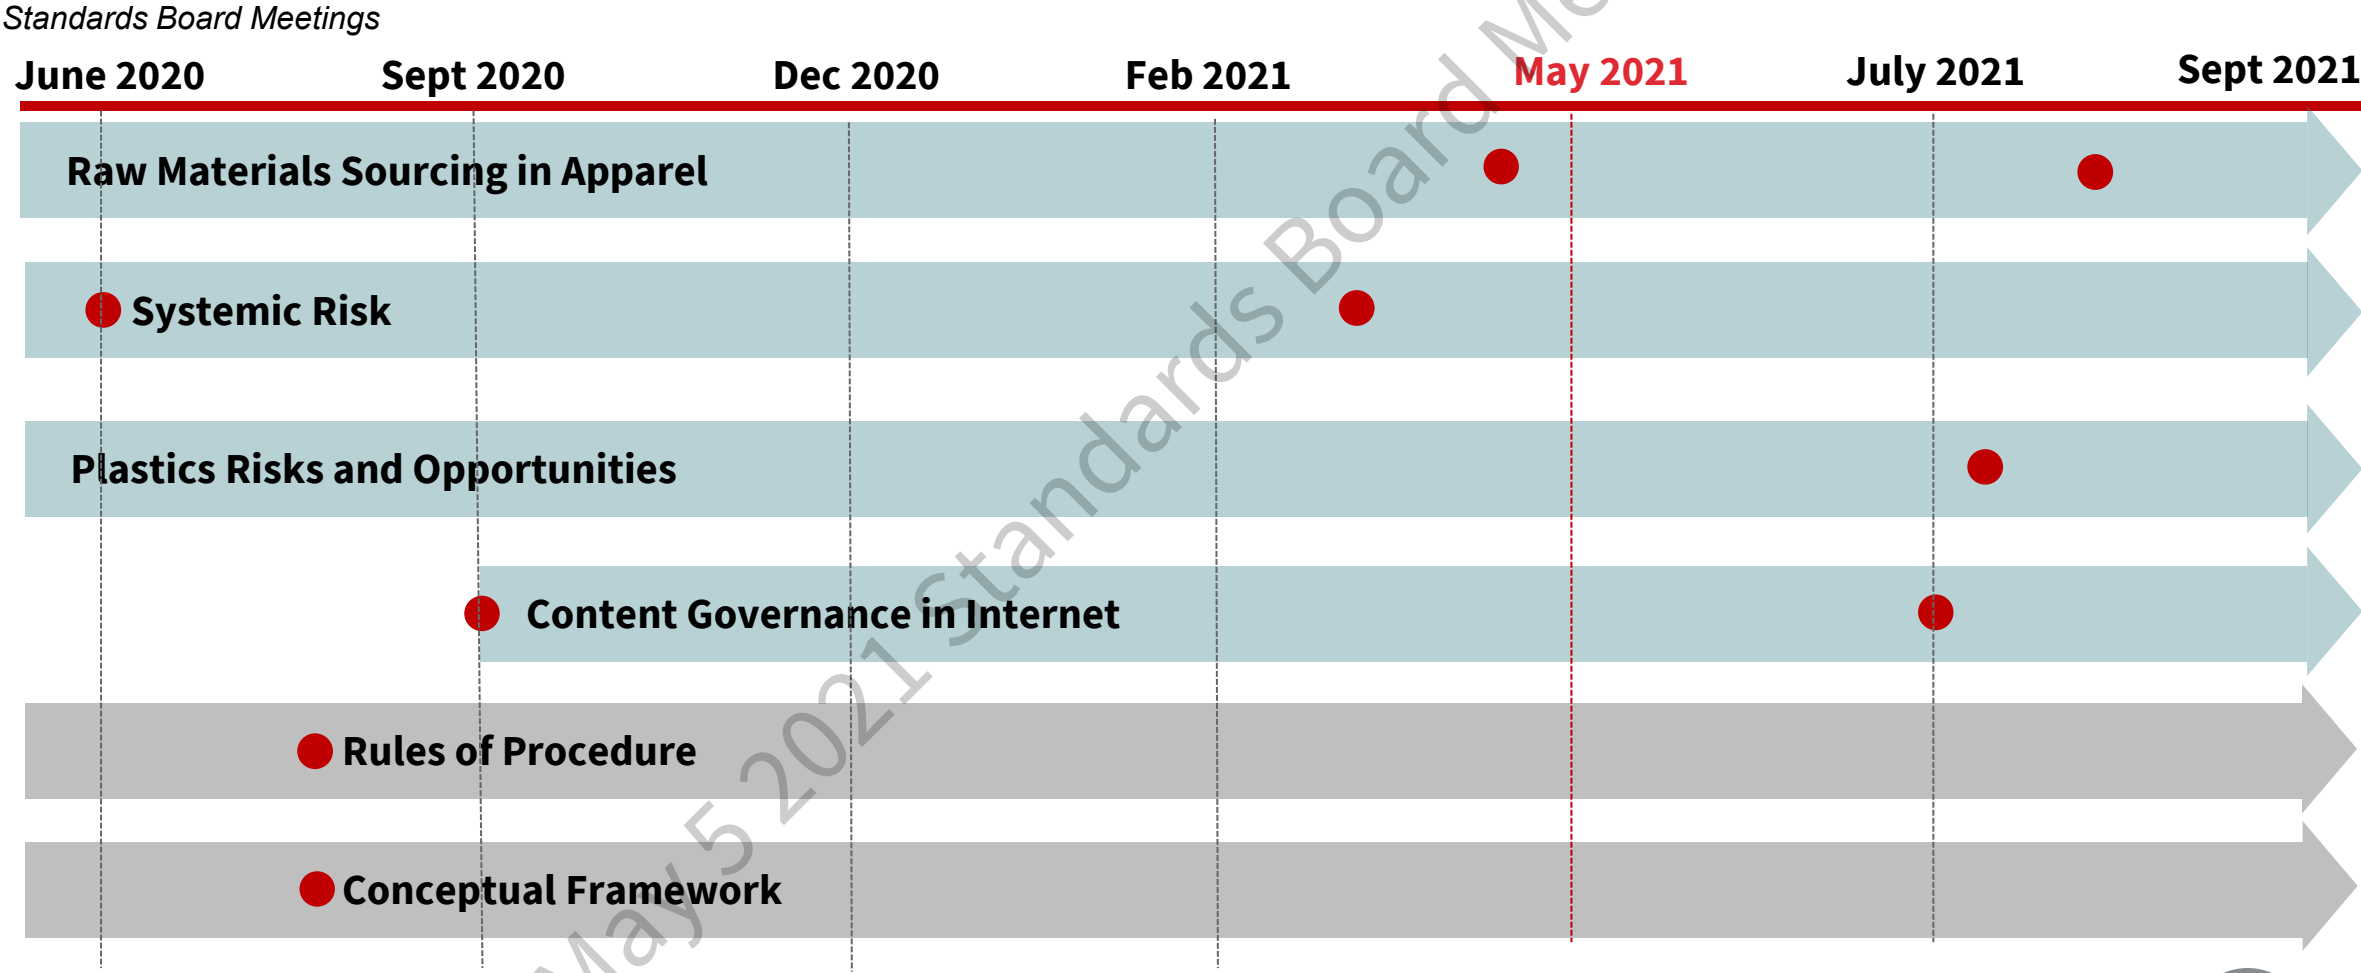 Standards Board Meetings
June 2020 Sept 2020 Dec 2020 Feb 2021 May 2021 July 2021 Sept 2021
Raw Materials Sourcing in Apparel
Systemic Risk
Plastics Risks and Opportunities
Content Governance in Internet
Rules of Procedure
Conceptual Framework
May 5 2021 Standards Board